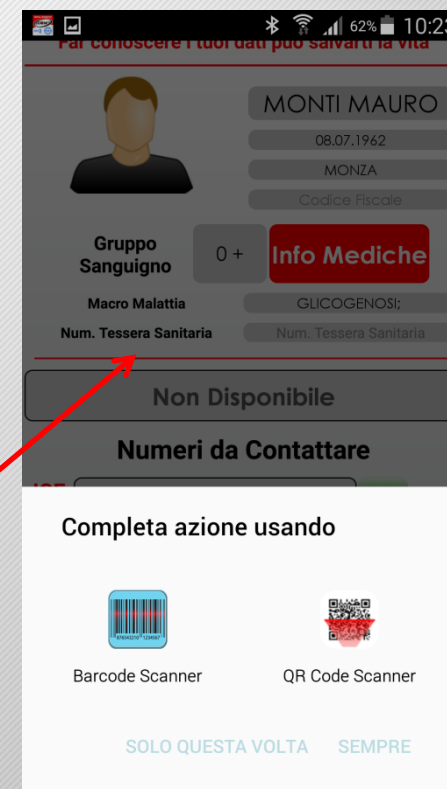 62% 10:23
Far conoscere i tuoi dati può salvarti la vita
MONTI MAURO
08.07.1962
MONZA
Codice Fiscale
Gruppo Sanguigno
0 +
Info Mediche
Macro Malattia
GLICOGENOSI;
Num. Tessera Sanitaria
Num. Tessera Sanitaria
Non Disponibile
Numeri da Contattare
ICE
Completa azione usando
Barcode Scanner
QR Code Scanner
SOLO QUESTA VOLTA
SEMPRE